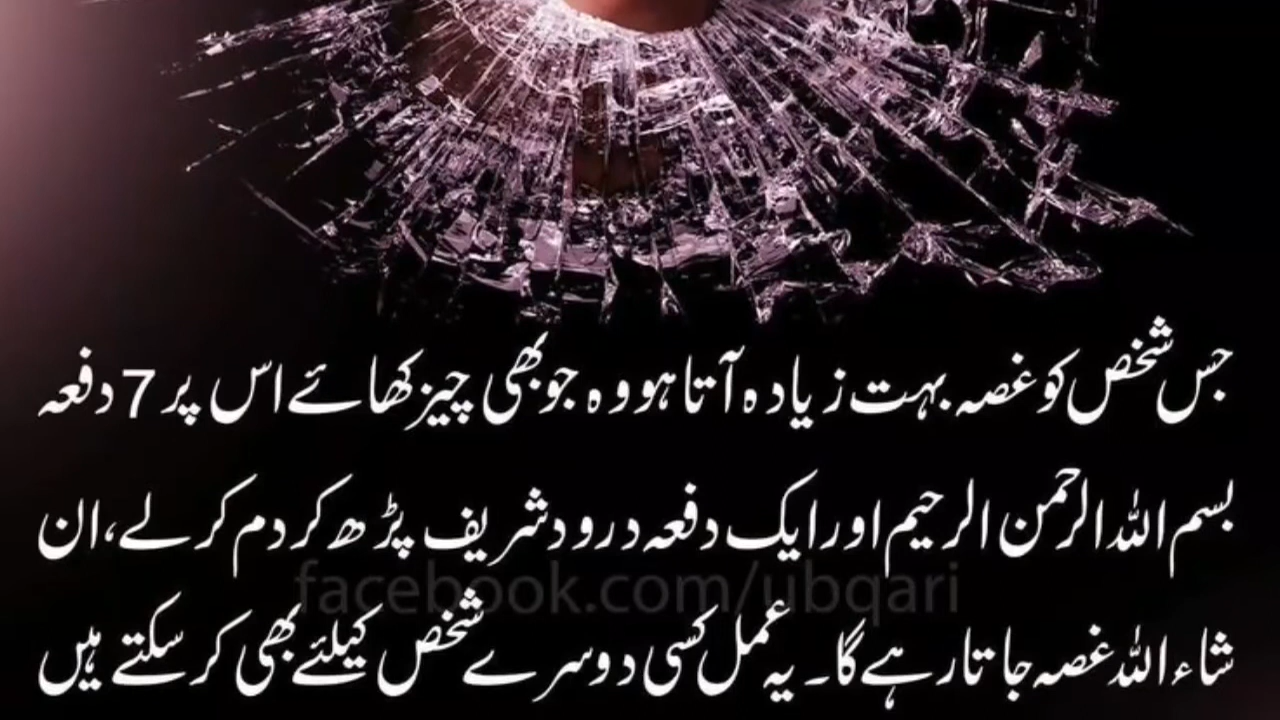 جس شخص کو غصہ بہت زیادہ آتا ہو وہ جو بھی چیز کھائے اس پر 7 دفعہ
بسم اللہ الرحمن الرحیم اور ایک دفعہ درود شریف پڑھ کر دم کر لے، ان
facebook.com/ubqari
شاء اللہ غصہ جاتا رہے گا۔ یہ عمل کسی دوسرے شخص کیلئے بھی کر سکتے ہیں